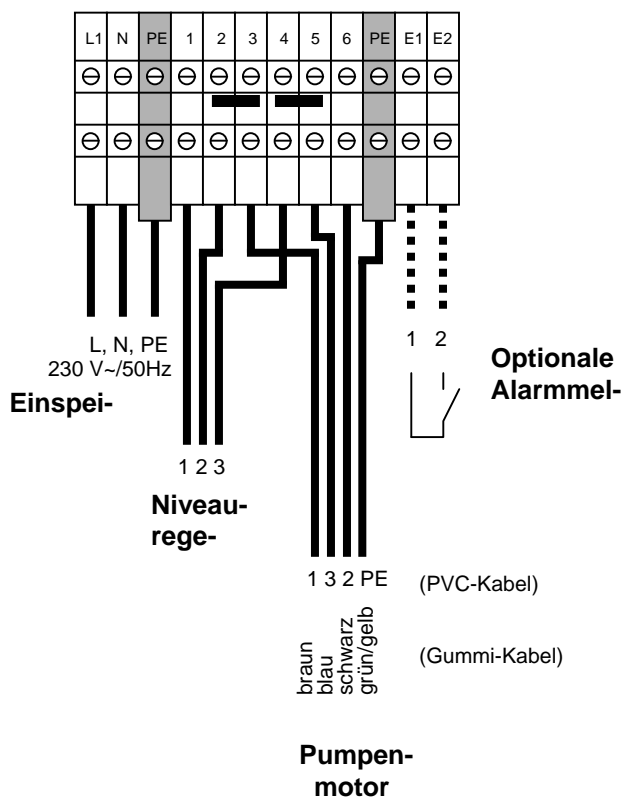 L1 N PE 1 2 3 4 5 6 PE E1 E2
L, N, PE
230 V~/50Hz
Einspei-
1 2
Optionale
Alarmmel-
1 2 3
Niveau-
rege-
1 3 2 PE
(PVC-Kabel)
braun
blau
schwarz
grün/gelb
(Gummi-Kabel)
Pumpen-
motor